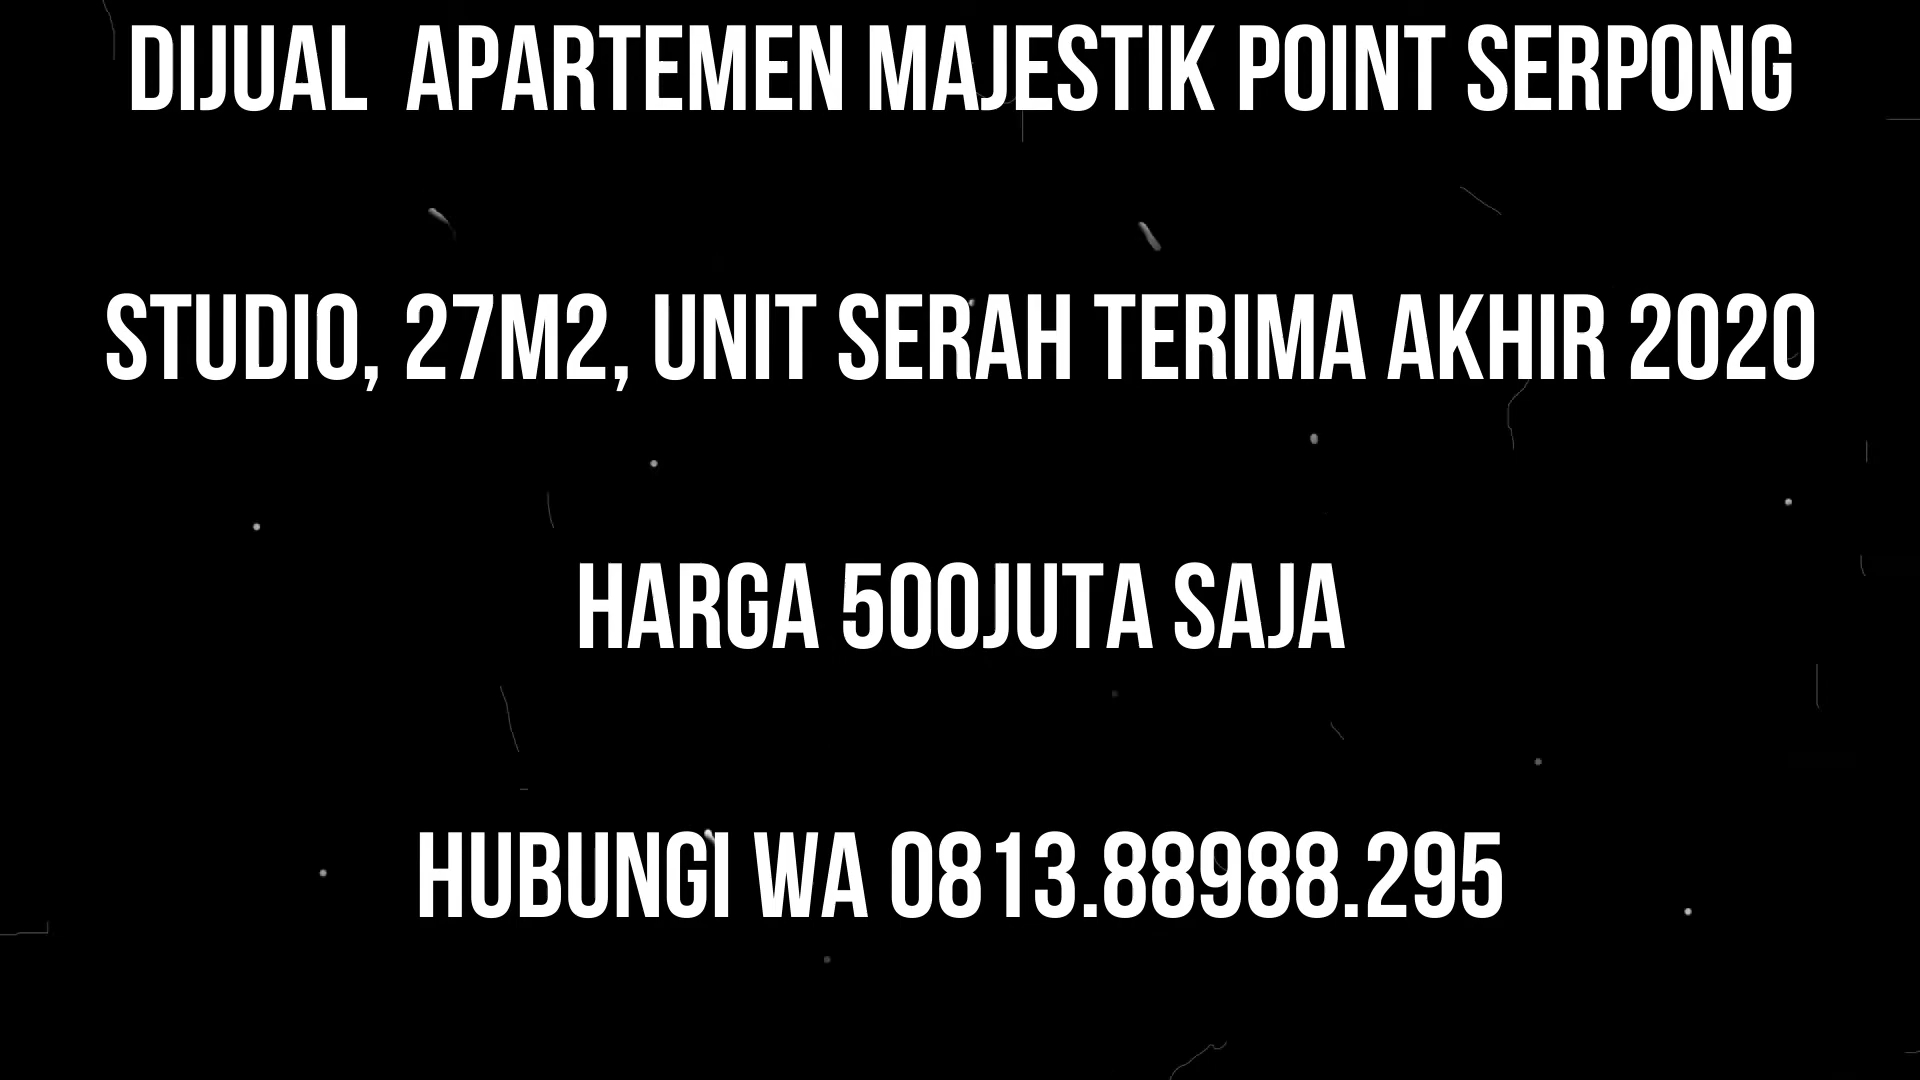 DIJUAL  APARTEMEN MAJESTIK POINT SERPONG
STUDIO, 27M2, UNIT SERAH TERIMA AKHIR 2020
HARGA 500JUTA SAJA
HUBUNGI WA 0813.88988.295